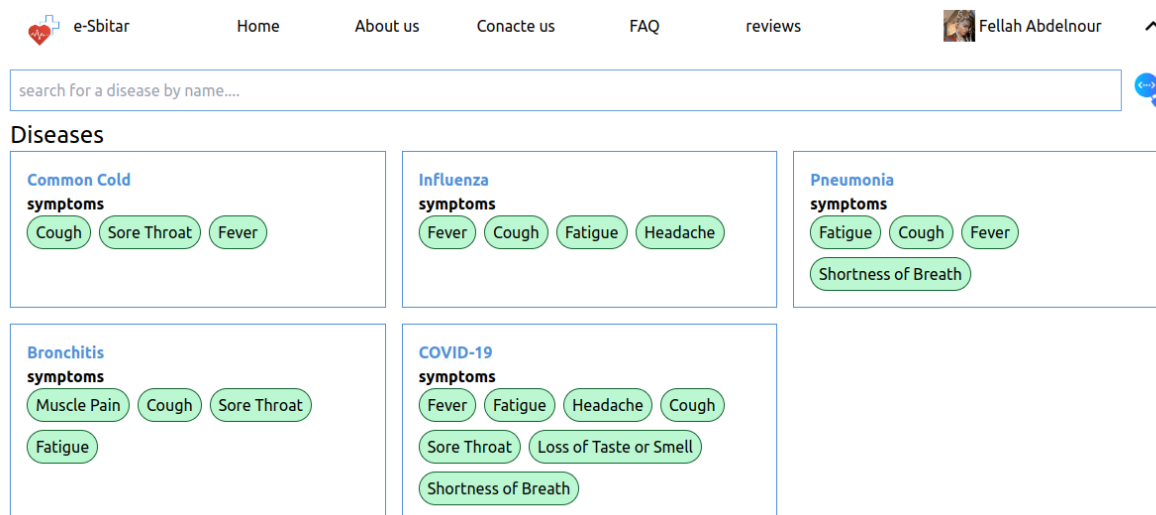 e-Sbitar Home About us Conacte us FAQ reviews Fellah Abdelnour
search for a disease by name....
Diseases
Common Cold
symptoms
Cough Sore Throat Fever
Influenza
symptoms
Fever Cough Fatigue Headache
Pneumonia
symptoms
Fatigue Cough Fever
Shortness of Breath
Bronchitis
symptoms
Muscle Pain Cough Sore Throat
Fatigue
COVID-19
symptoms
Fever Fatigue Headache Cough
Sore Throat Loss of Taste or Smell
Shortness of Breath